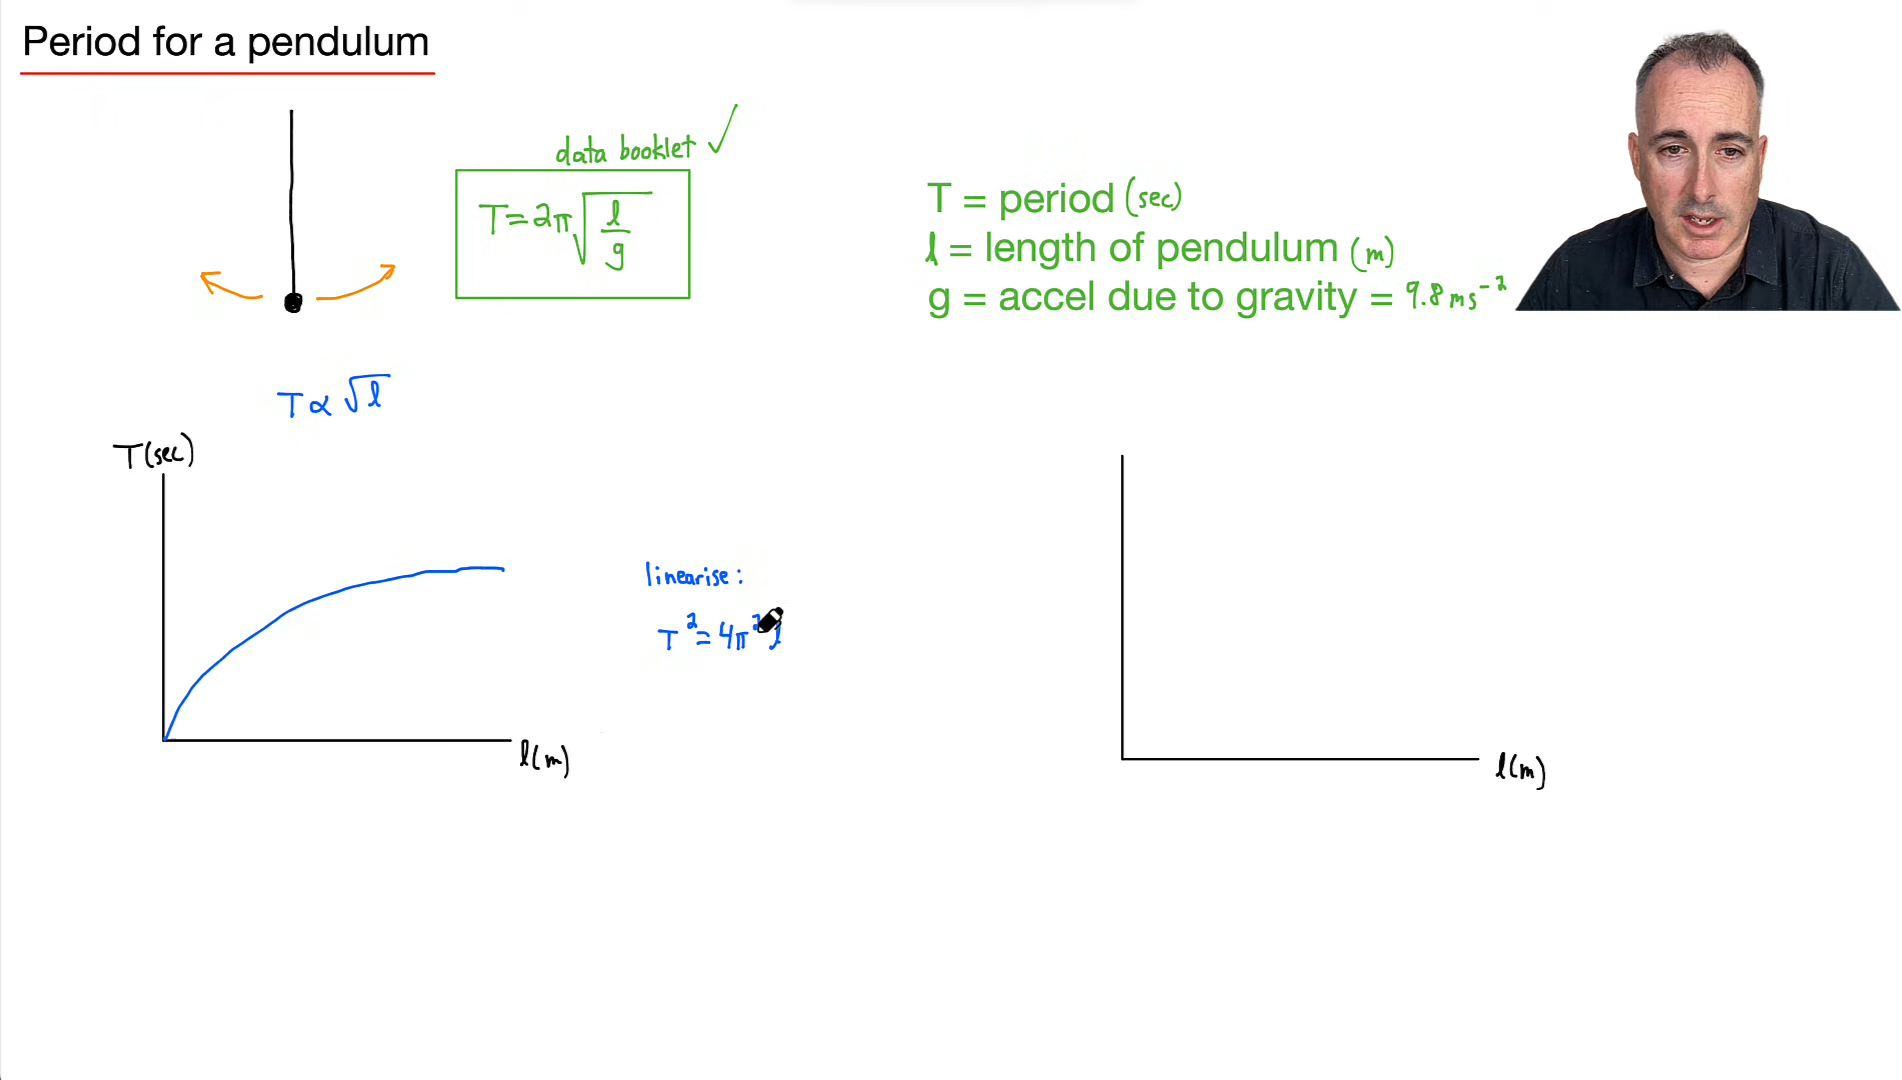 Period for a pendulum
data booklet ✓
T=2π√(l/g)
T = period (sec)
l = length of pendulum (m)
g = accel due to gravity = 9.8 ms⁻²
T ∝ √l
T(sec)
l(m)
linearise:
T²=4π²l
l(m)